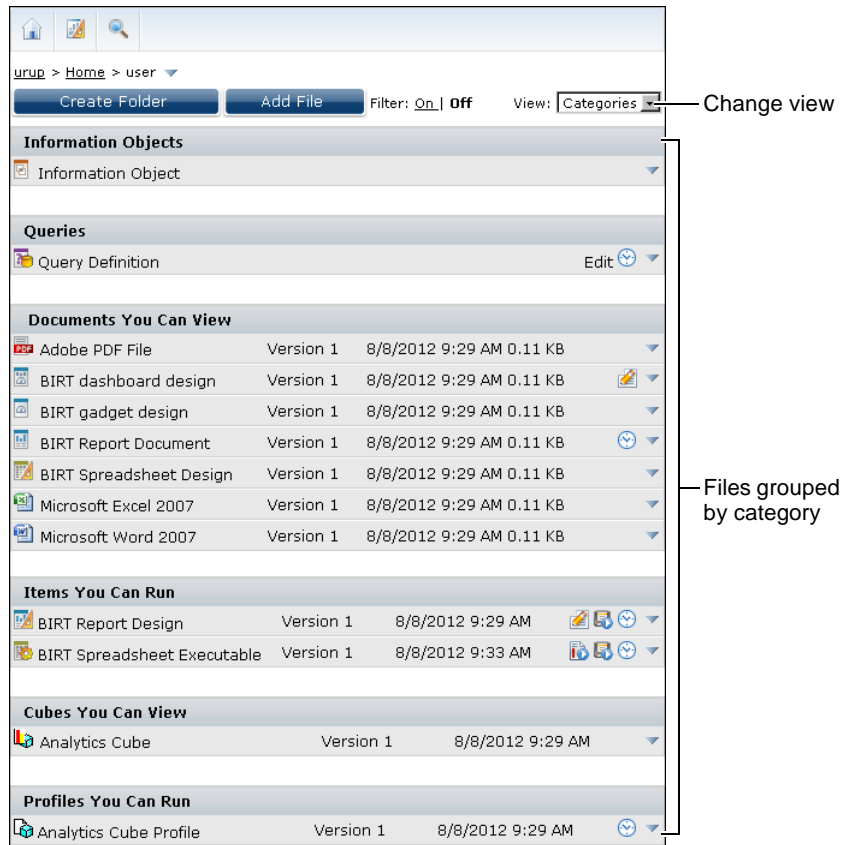 urup > Home > user
Create Folder Add File Filter: On | Off View: Categories
Change view
Information Objects
Information Object
Queries
Query Definition Edit
Documents You Can View
PDF Adobe PDF File Version 1 8/8/2012 9:29 AM 0.11 KB
BIRT dashboard design Version 1 8/8/2012 9:29 AM 0.11 KB
BIRT gadget design Version 1 8/8/2012 9:29 AM 0.11 KB
BIRT Report Document Version 1 8/8/2012 9:29 AM 0.11 KB
BIRT Spreadsheet Design Version 1 8/8/2012 9:29 AM 0.11 KB
Microsoft Excel 2007 Version 1 8/8/2012 9:29 AM 0.11 KB
Microsoft Word 2007 Version 1 8/8/2012 9:29 AM 0.11 KB
Files grouped
by category
Items You Can Run
BIRT Report Design Version 1 8/8/2012 9:29 AM
BIRT Spreadsheet Executable Version 1 8/8/2012 9:33 AM
Cubes You Can View
Analytics Cube Version 1 8/8/2012 9:29 AM
Profiles You Can Run
Analytics Cube Profile Version 1 8/8/2012 9:29 AM